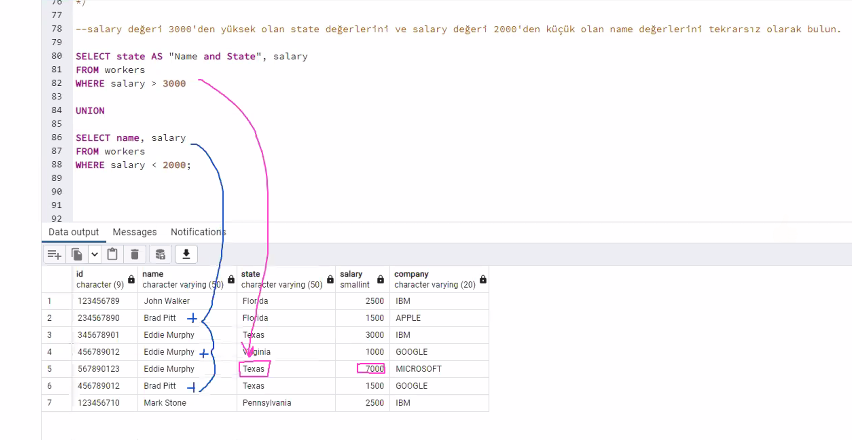 76 */
77
78 --salary değeri 3000'den yüksek olan state değerlerini ve salary değeri 2000'den küçük olan name değerlerini tekrarsız olarak bulun.
79
80 SELECT state AS "Name and State", salary
81 FROM workers
82 WHERE salary > 3000
83
84 UNION
85
86 SELECT name, salary
87 FROM workers
88 WHERE salary < 2000;
89
90
91
92
Data output Messages Notifications
id name state salary company
character (9) character varying (50) character varying (50) smallint character varying (20)
1 123456789 John Walker Florida 2500 IBM
2 234567890 Brad Pitt Florida 1500 APPLE
3 345678901 Eddie Murphy Texas 3000 IBM
4 456789012 Eddie Murphy Virginia 1000 GOOGLE
5 567890123 Eddie Murphy Texas 7000 MICROSOFT
6 456789012 Brad Pitt Texas 1500 GOOGLE
7 123456710 Mark Stone Pennsylvania 2500 IBM